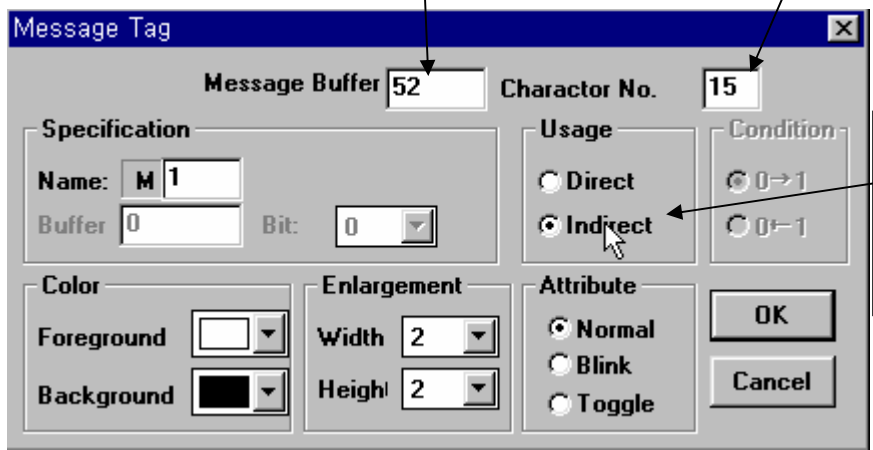 Message Tag
Message Buffer 52 Charactor No. 15
Specification
Name: M 1
Buffer 0 Bit: 0
Usage
Direct
Indirect
Condition
0→1
0←1
Color
Foreground
Background
Enlargement
Width 2
Heigh 2
Attribute
Normal
Blink
Toggle
OK
Cancel